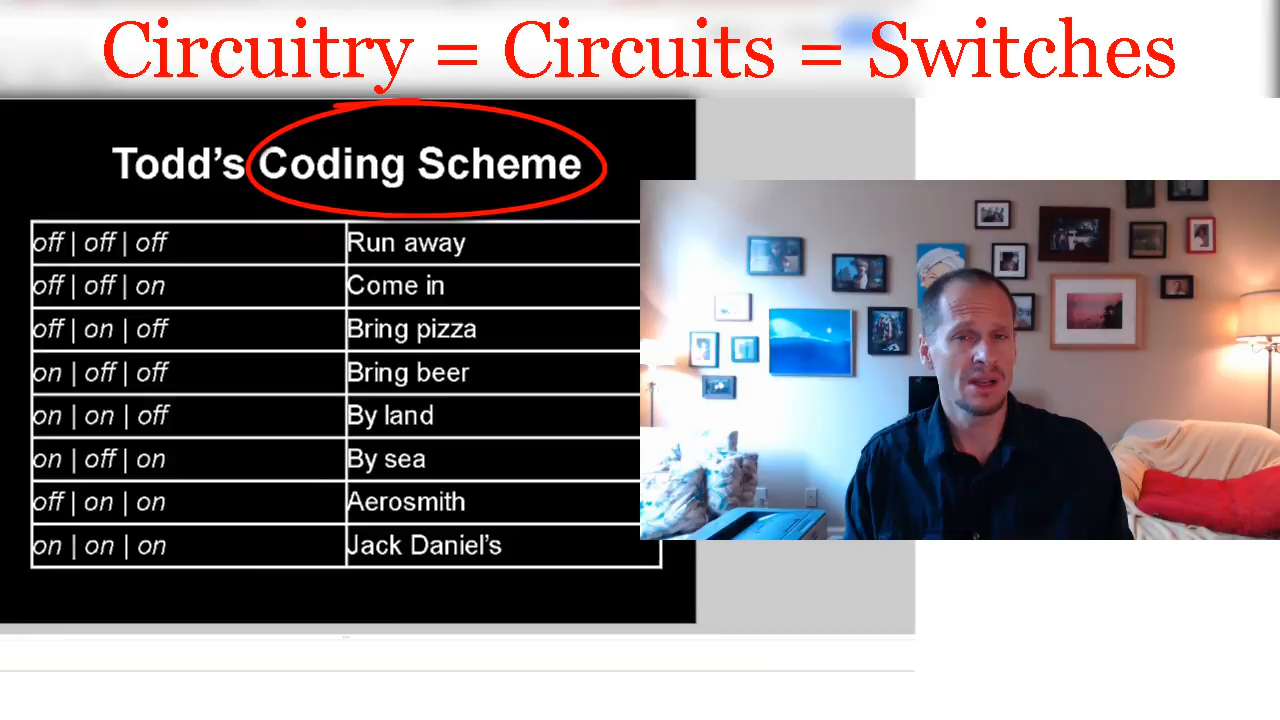 Circuitry = Circuits = Switches
Todd's Coding Scheme
off | off | off Run away
off | off | on Come in
off | on | off Bring pizza
on | off | off Bring beer
on | on | off By land
on | off | on By sea
off | on | on Aerosmith
on | on | on Jack Daniel's